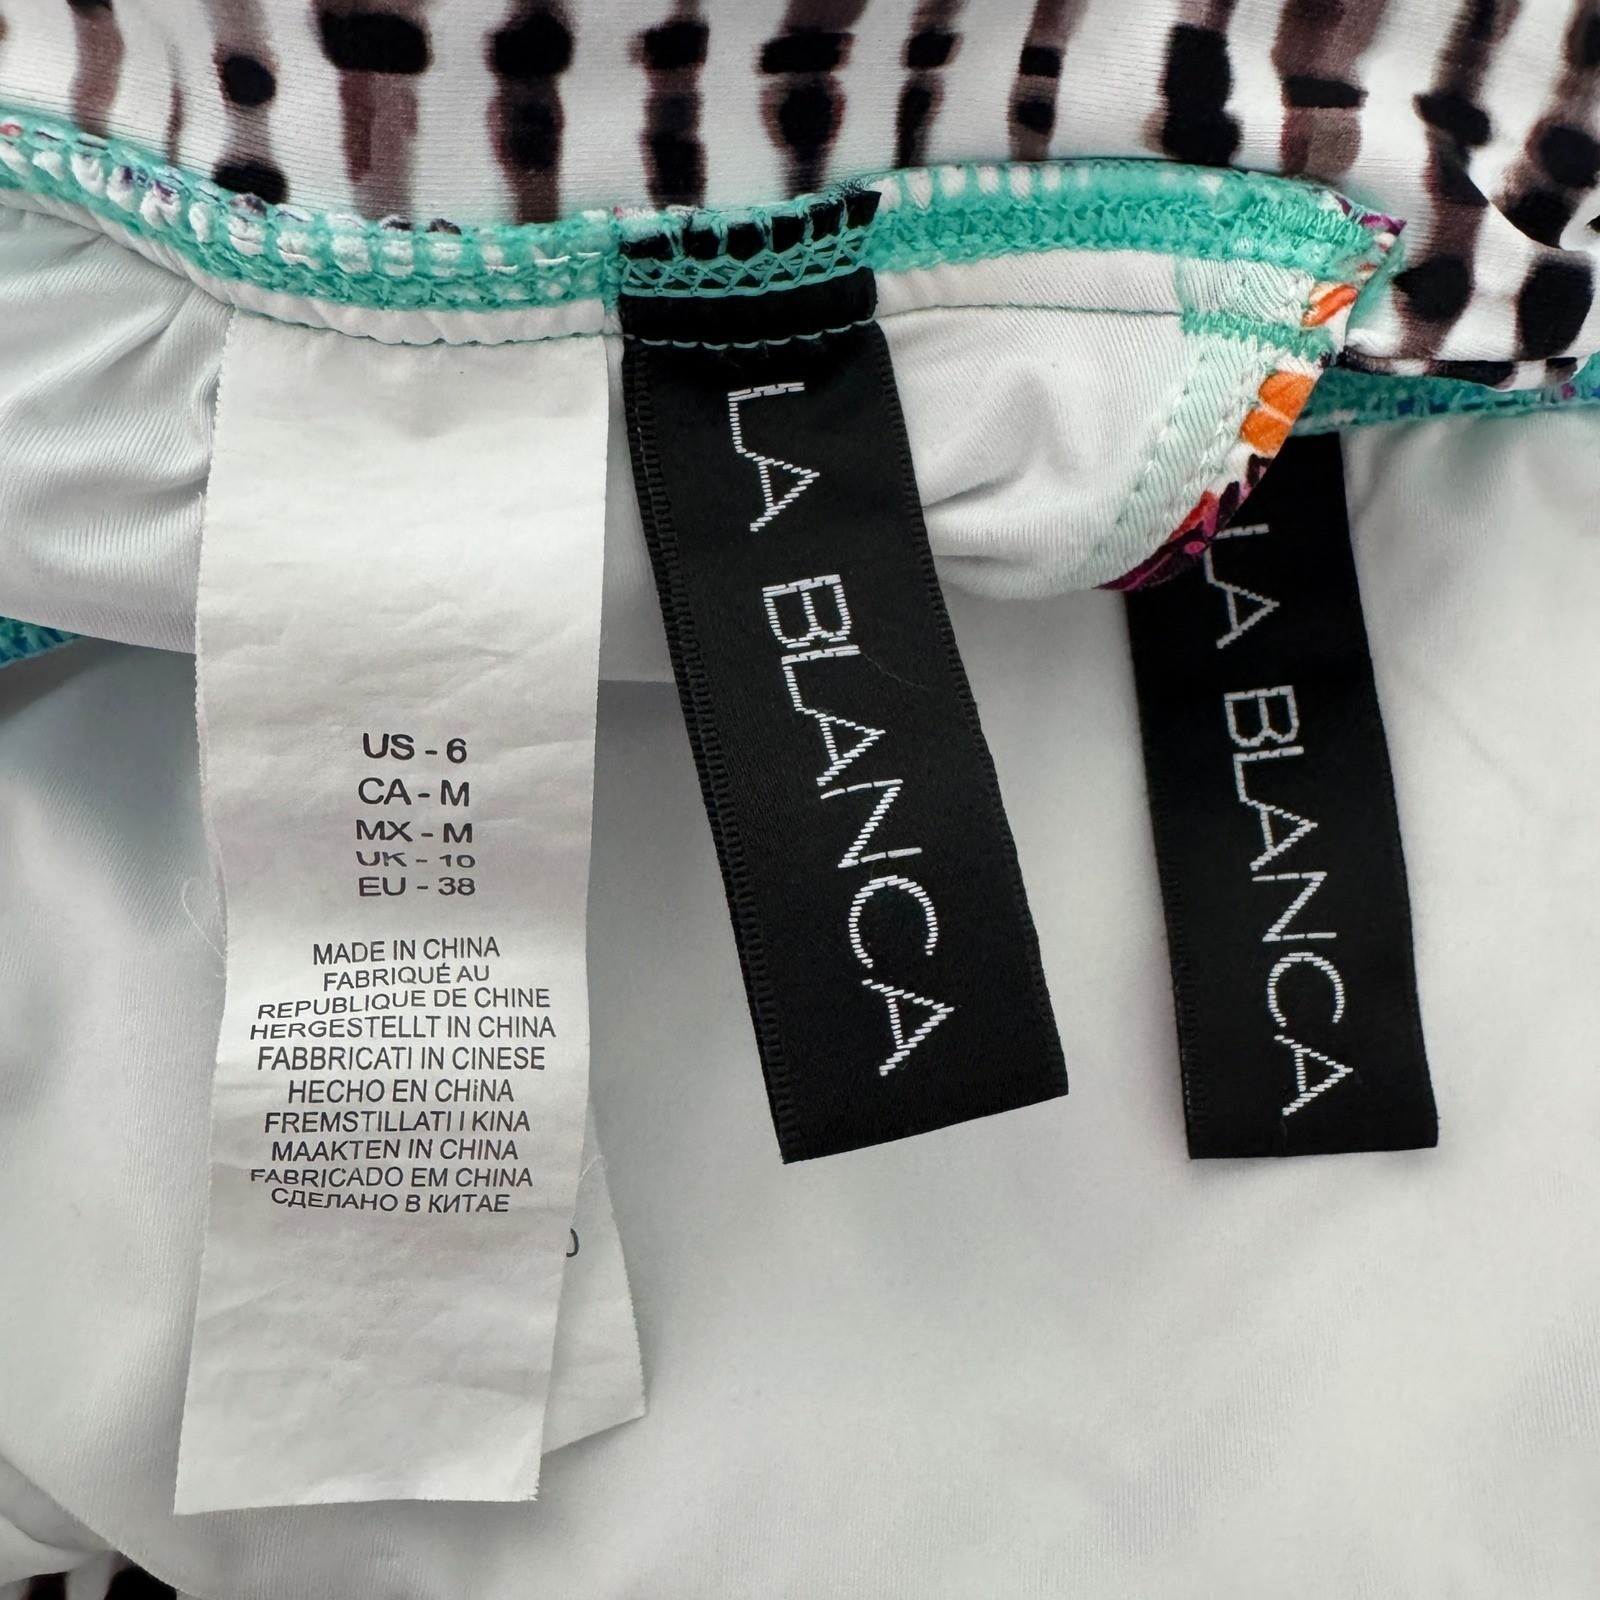 US - 6
CA - M
MX - M
UK - 10
EU - 38
MADE IN CHINA
FABRIQUÉ AU
REPUBLIQUE DE CHINE
HERGESTELLT IN CHINA
FABBRICATI IN CINESE
HECHO EN CHiNA
FREMSTILLATI I KINA
MAAKTEN IN CHINA
FABRICADO EM CHINA
СДЕЛАНО В КИТАЕ
LA BLANCA
LA BLANCA